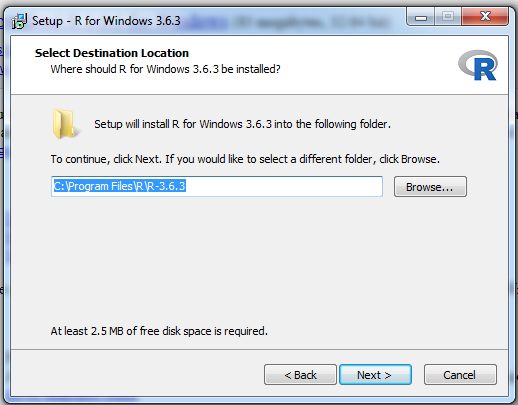 Setup - R for Windows 3.6.3
Select Destination Location
Where should R for Windows 3.6.3 be installed?
R
Setup will install R for Windows 3.6.3 into the following folder.
To continue, click Next. If you would like to select a different folder, click Browse.
C:\Program Files\R\R-3.6.3
Browse...
At least 2.5 MB of free disk space is required.
< Back
Next >
Cancel